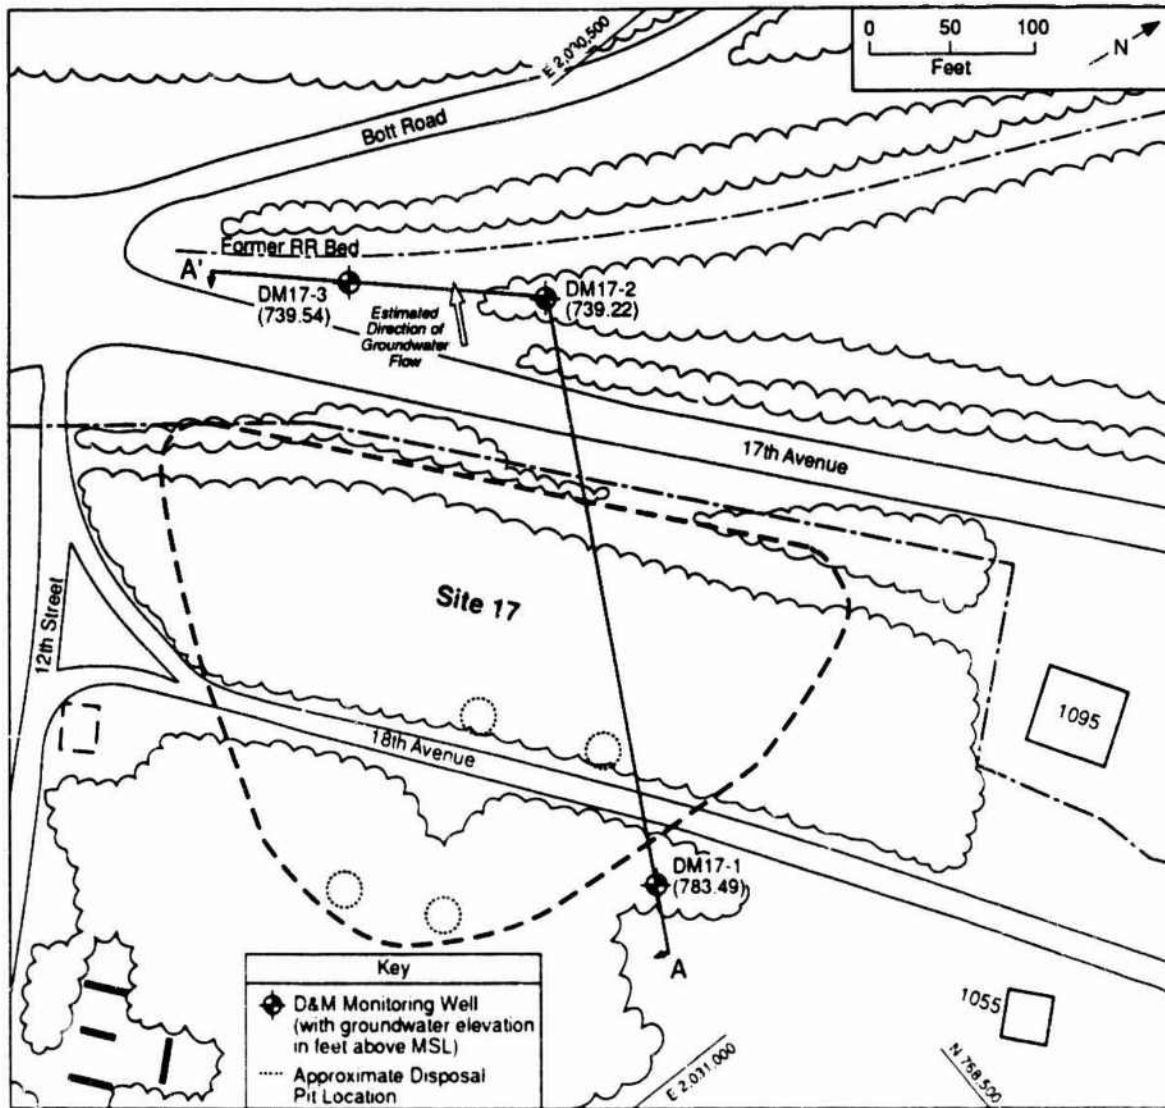 0 50 100
Feet
N
E 2,030,500
Bott Road
Former RR Bed
A'
DM17-3
(739.54)
DM17-2
(739.22)
Estimated
Direction of
Groundwater
Flow
17th Avenue
12th Street
Site 17
1095
18th Avenue
DM17-1
(783.49)
A
1055
E 2,031,000
N 768,500
Key
D&M Monitoring Well
(with groundwater elevation
in feet above MSL)
Approximate Disposal
Pit Location